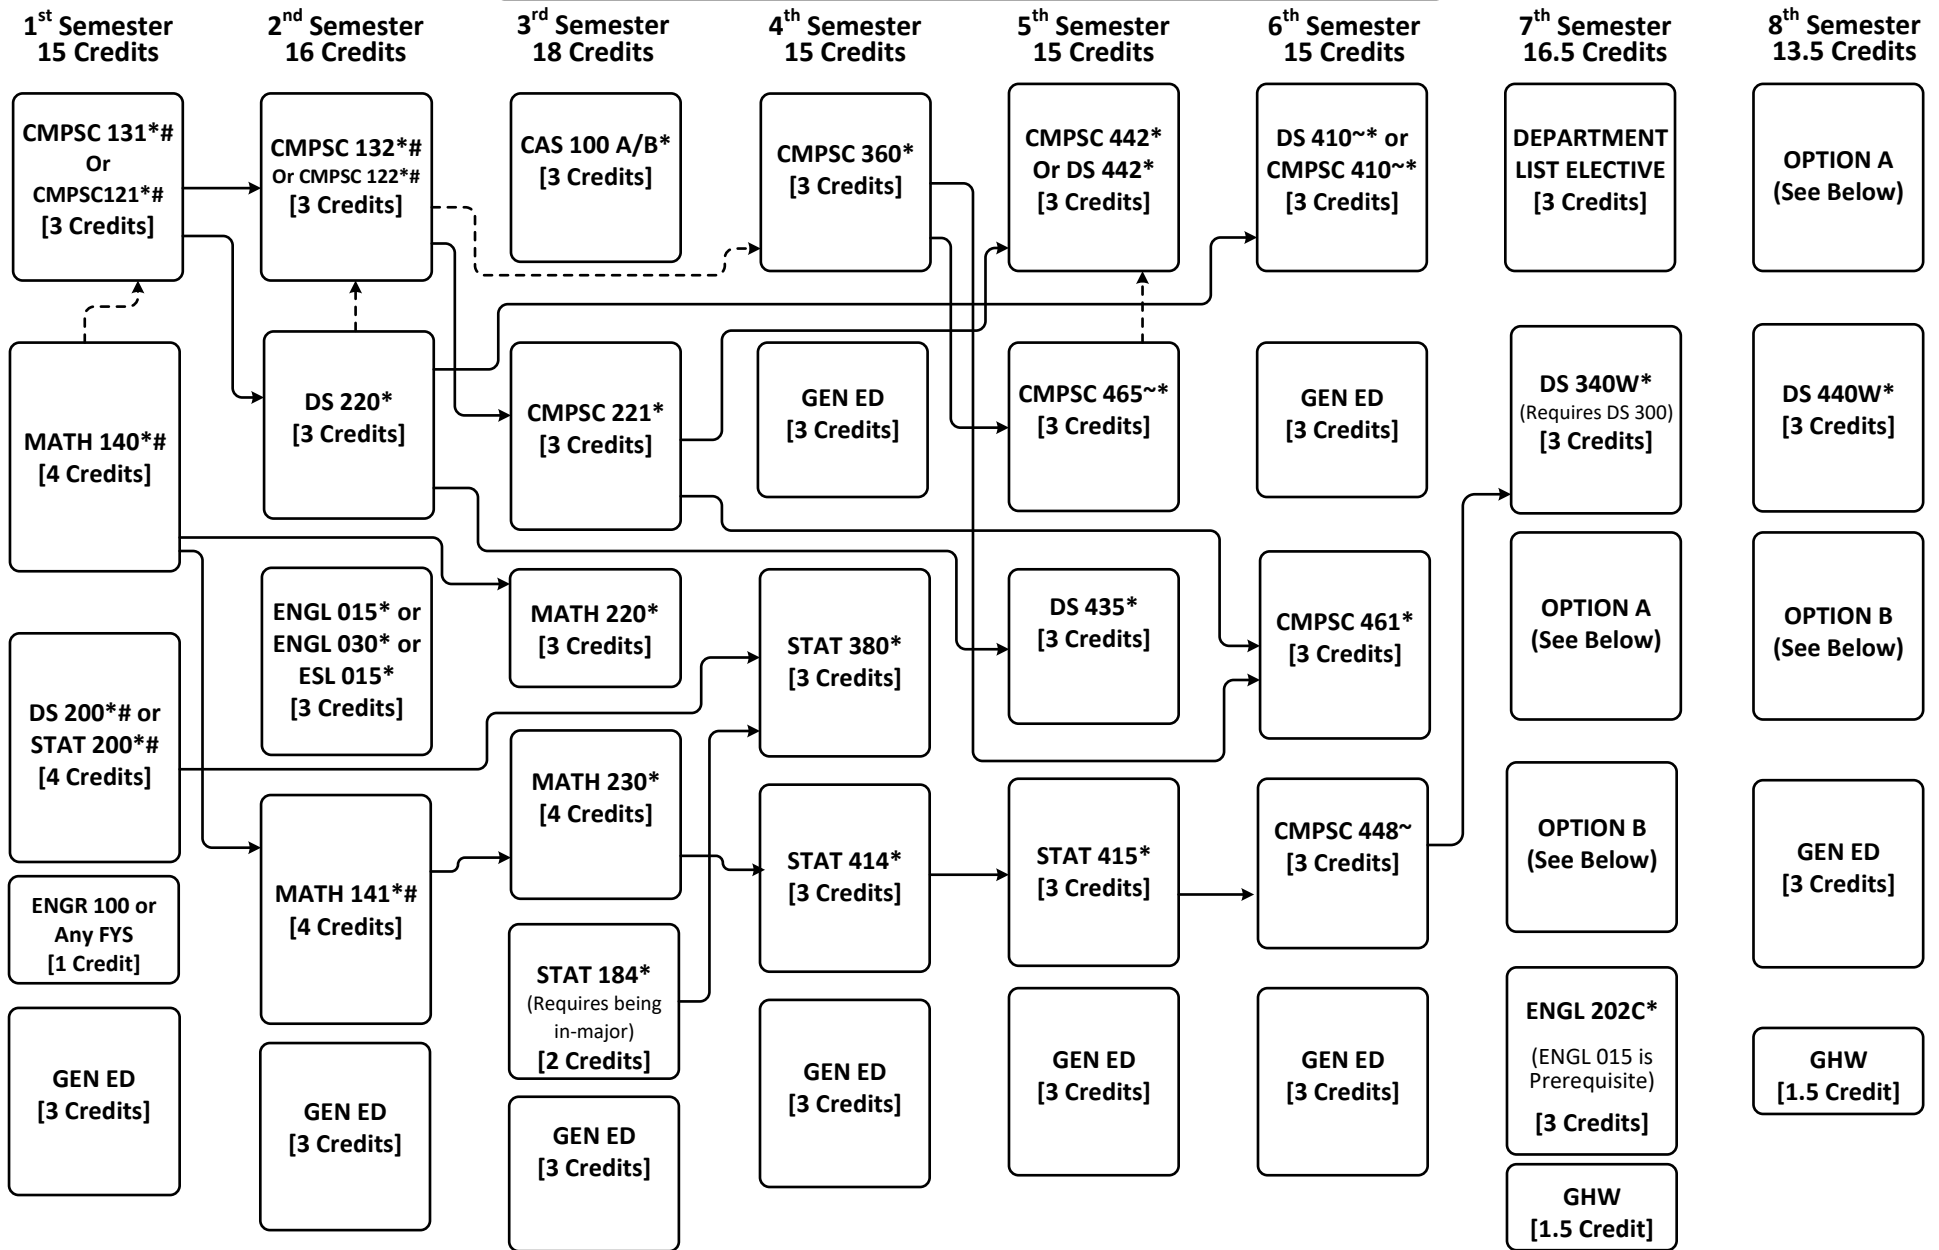 1st Semester
15 Credits
2nd Semester
16 Credits
3rd Semester
18 Credits
4th Semester
15 Credits
5th Semester
15 Credits
6th Semester
15 Credits
7th Semester
16.5 Credits
8th Semester
13.5 Credits
CMPSC 131*#
Or
CMPSC121*#
[3 Credits]
MATH 140*#
[4 Credits]
DS 200*# or
STAT 200*#
[4 Credits]
ENGR 100 or
Any FYS
[1 Credit]
GEN ED
[3 Credits]
CMPSC 132*#
Or CMPSC 122*#
[3 Credits]
DS 220*
[3 Credits]
ENGL 015* or
ENGL 030* or
ESL 015*
[3 Credits]
MATH 141*#
[4 Credits]
GEN ED
[3 Credits]
CAS 100 A/B*
[3 Credits]
CMPSC 221*
[3 Credits]
MATH 220*
[3 Credits]
MATH 230*
[4 Credits]
STAT 184*
(Requires being
in-major)
[2 Credits]
GEN ED
[3 Credits]
CMPSC 360*
[3 Credits]
GEN ED
[3 Credits]
STAT 380*
[3 Credits]
STAT 414*
[3 Credits]
GEN ED
[3 Credits]
CMPSC 442*
Or DS 442*
[3 Credits]
CMPSC 465~*
[3 Credits]
DS 435*
[3 Credits]
STAT 415*
[3 Credits]
GEN ED
[3 Credits]
DS 410~* or
CMPSC 410~*
[3 Credits]
GEN ED
[3 Credits]
CMPSC 461*
[3 Credits]
CMPSC 448~
[3 Credits]
GEN ED
[3 Credits]
DEPARTMENT
LIST ELECTIVE
[3 Credits]
DS 340W*
(Requires DS 300)
[3 Credits]
OPTION A
(See Below)
OPTION B
(See Below)
ENGL 202C*
(ENGL 015 is
Prerequisite)
[3 Credits]
GHW
[1.5 Credit]
OPTION A
(See Below)
DS 440W*
[3 Credits]
OPTION B
(See Below)
GEN ED
[3 Credits]
GHW
[1.5 Credit]